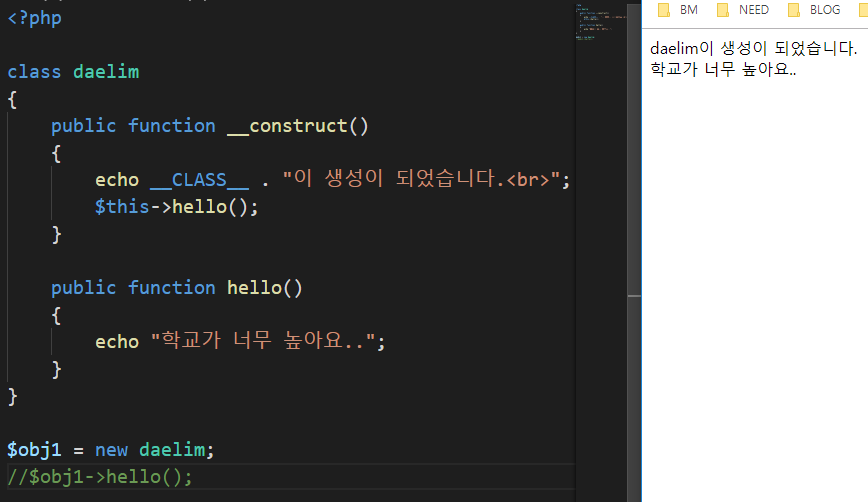 <?php
class daelim
{
    public function __construct()
    {
        echo __CLASS__ . "이 생성이 되었습니다.<br>";
        $this->hello();
    }
    public function hello()
    {
        echo "학교가 너무 높아요..";
    }
}
$obj1 = new daelim;
//$obj1->hello();
BM NEED BLOG
daelim이 생성이 되었습니다.
학교가 너무 높아요..